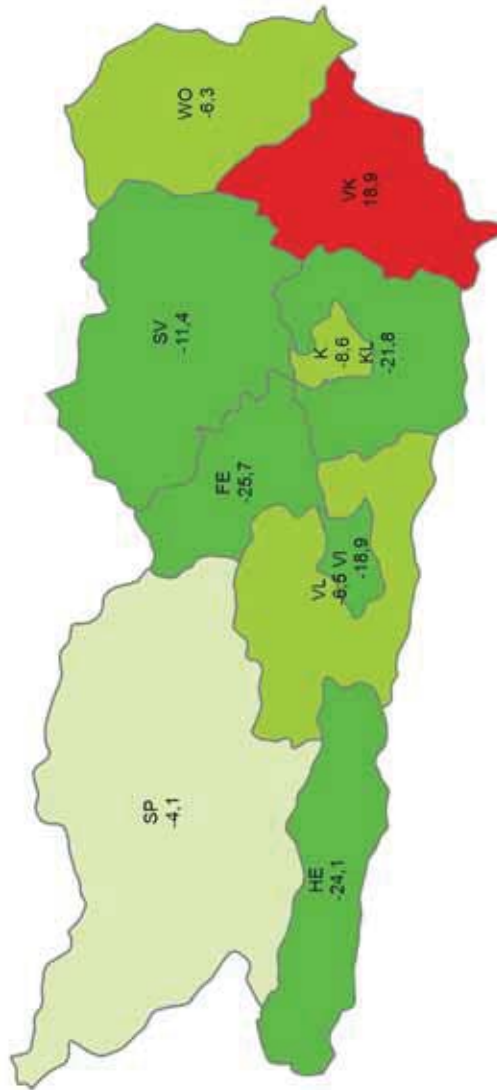 SP
-4,1
HE
-24,1
FE
-25,7
VL
-6,5
VI
-18,9
SV
-11,4
K
-8,6
KL
-21,8
WO
-6,3
VK
18,9